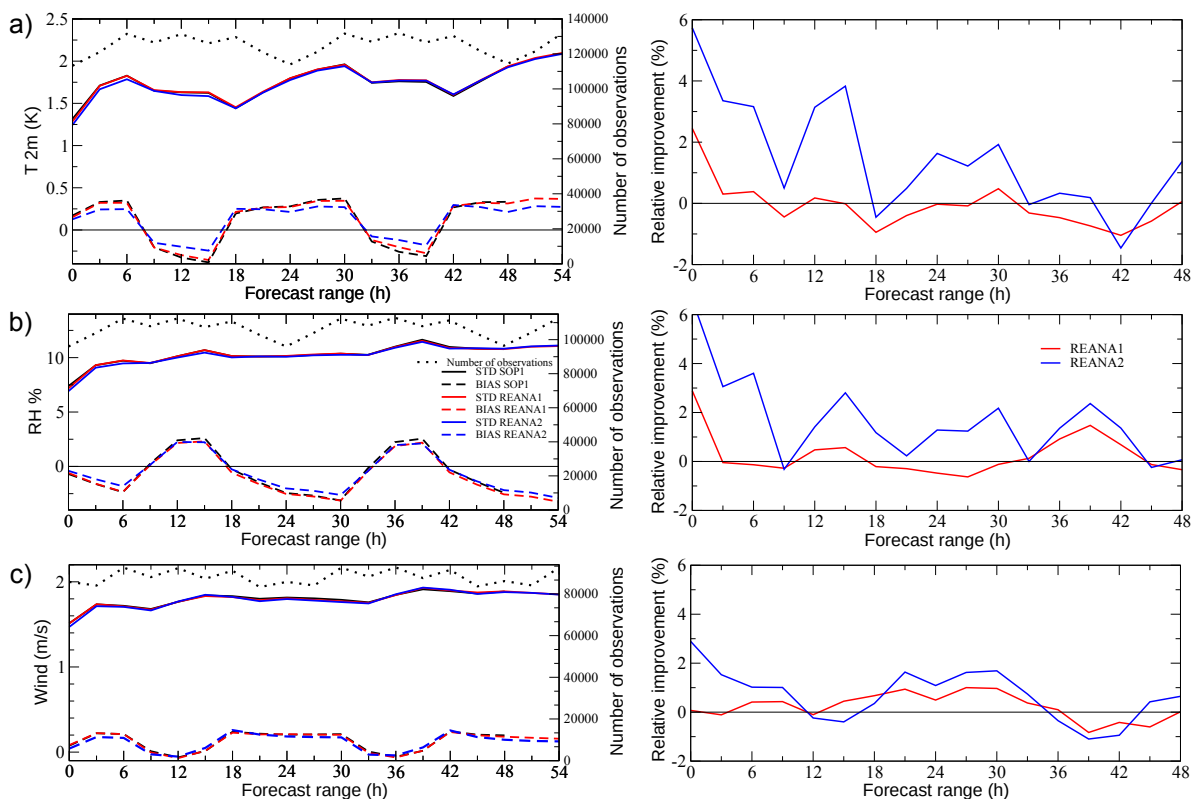 a)
2.5
2
1.5
1
0.5
0
T 2m (K)
140000
120000
100000
80000
60000
40000
20000
0
Number of observations
0 6 12 18 24 30 36 42 48 54
Forecast range (h)
6
4
2
0
-2
Relative improvement (%)
0 6 12 18 24 30 36 42 48
Forecast range (h)
b)
10
5
0
RH %
100000
80000
60000
40000
20000
0
Number of observations
Number of observations
STD SOP1
BIAS SOP1
STD REANA1
BIAS REANA1
STD REANA2
BIAS REANA2
0 6 12 18 24 30 36 42 48 54
Forecast range (h)
6
4
2
0
-2
Relative improvement (%)
REANA1
REANA2
0 6 12 18 24 30 36 42 48
Forecast range (h)
c)
2
1
0
Wind (m/s)
80000
60000
40000
20000
0
Number of observations
0 6 12 18 24 30 36 42 48 54
Forecast range (h)
6
4
2
0
-2
Relative improvement (%)
0 6 12 18 24 30 36 42 48
Forecast range (h)